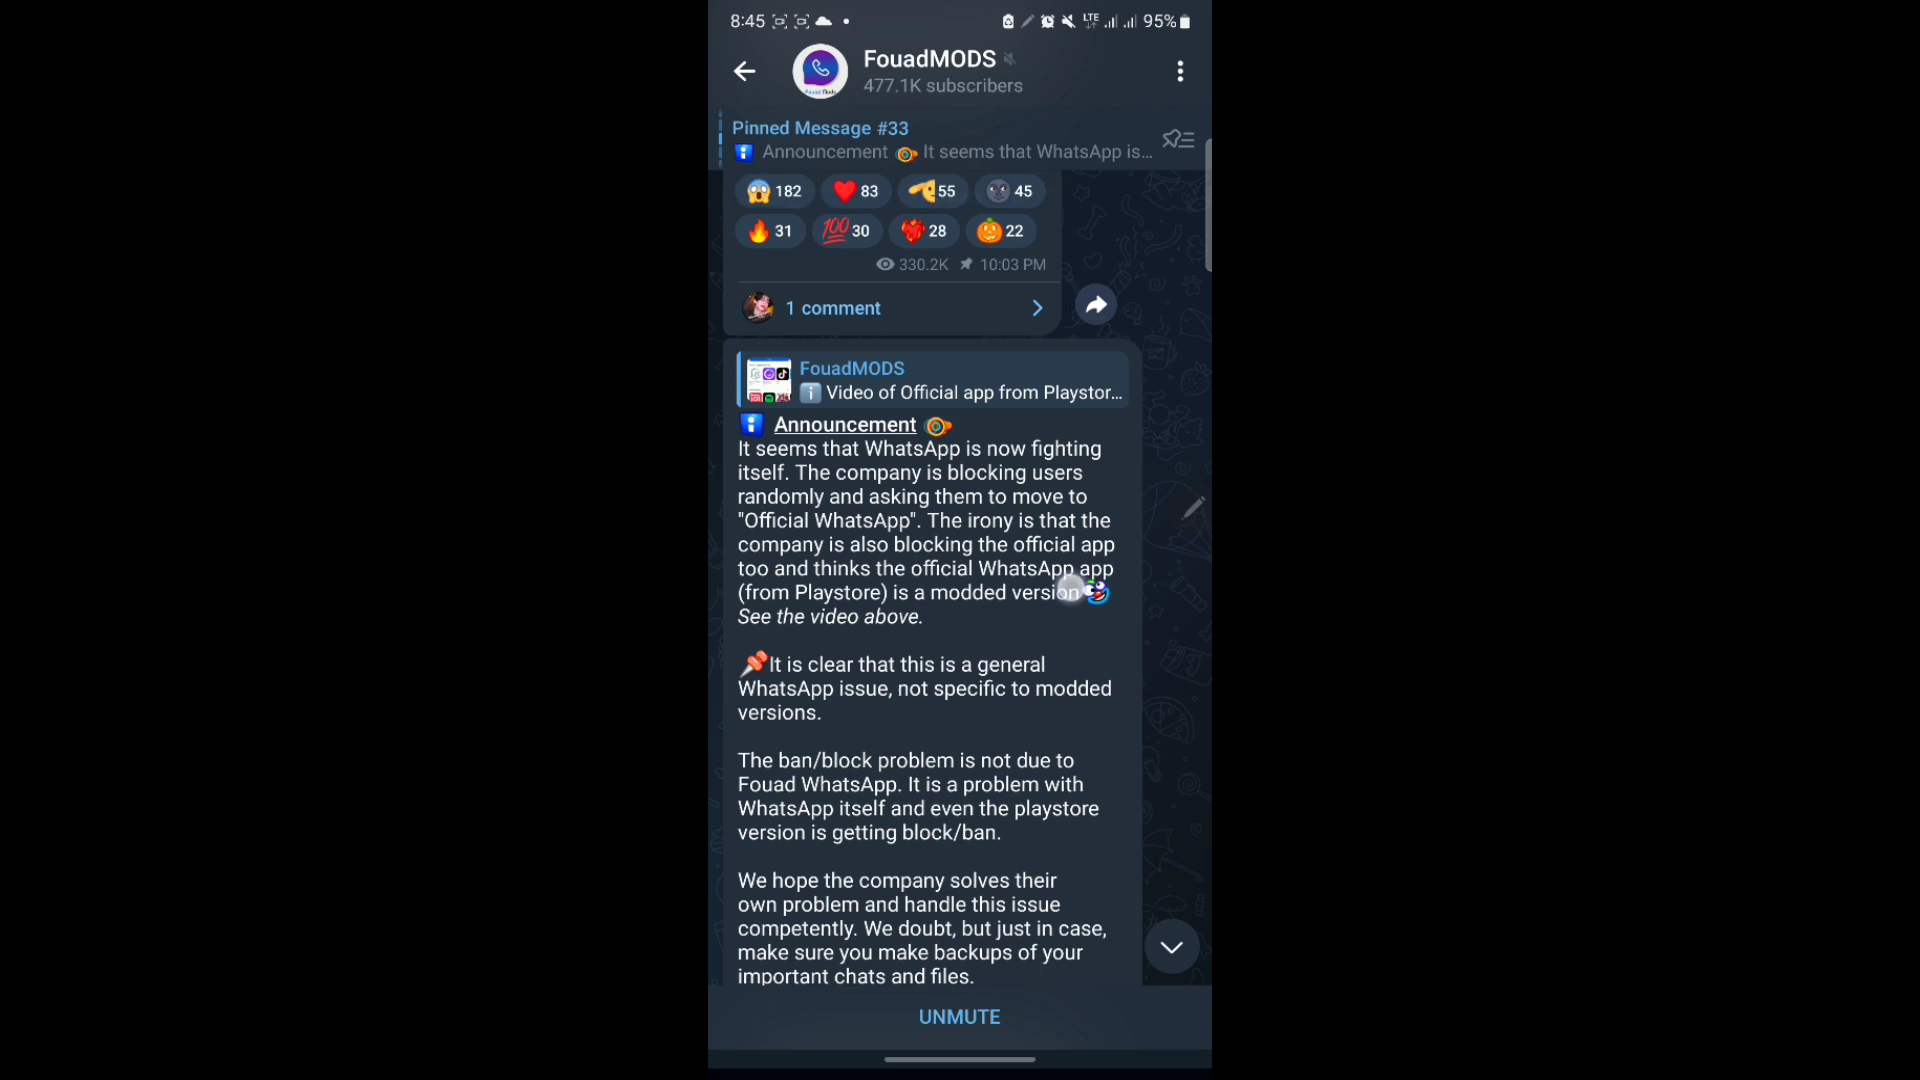 8:45 LTE 95%
FouadMODS
477.1K subscribers
Pinned Message #33
Announcement It seems that WhatsApp is...
182 83 55 45
31 100 30 28 22
330.2K 10:03 PM
1 comment
FouadMODS
Video of Official app from Playstor...
Announcement
It seems that WhatsApp is now fighting
itself. The company is blocking users
randomly and asking them to move to
"Official WhatsApp". The irony is that the
company is also blocking the official app
too and thinks the official WhatsApp app
(from Playstore) is a modded version
See the video above.
It is clear that this is a general
WhatsApp issue, not specific to modded
versions.
The ban/block problem is not due to
Fouad WhatsApp. It is a problem with
WhatsApp itself and even the playstore
version is getting block/ban.
We hope the company solves their
own problem and handle this issue
competently. We doubt, but just in case,
make sure you make backups of your
important chats and files.
UNMUTE